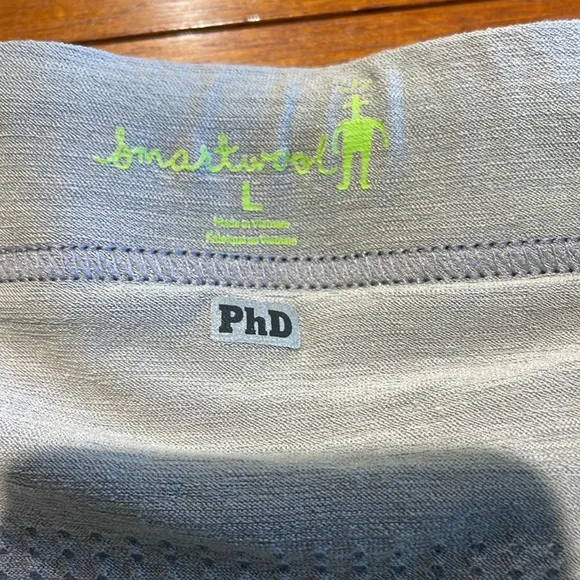 smartwool
L
Made in Vietnam
Fabriqué au Vietnam
PhD